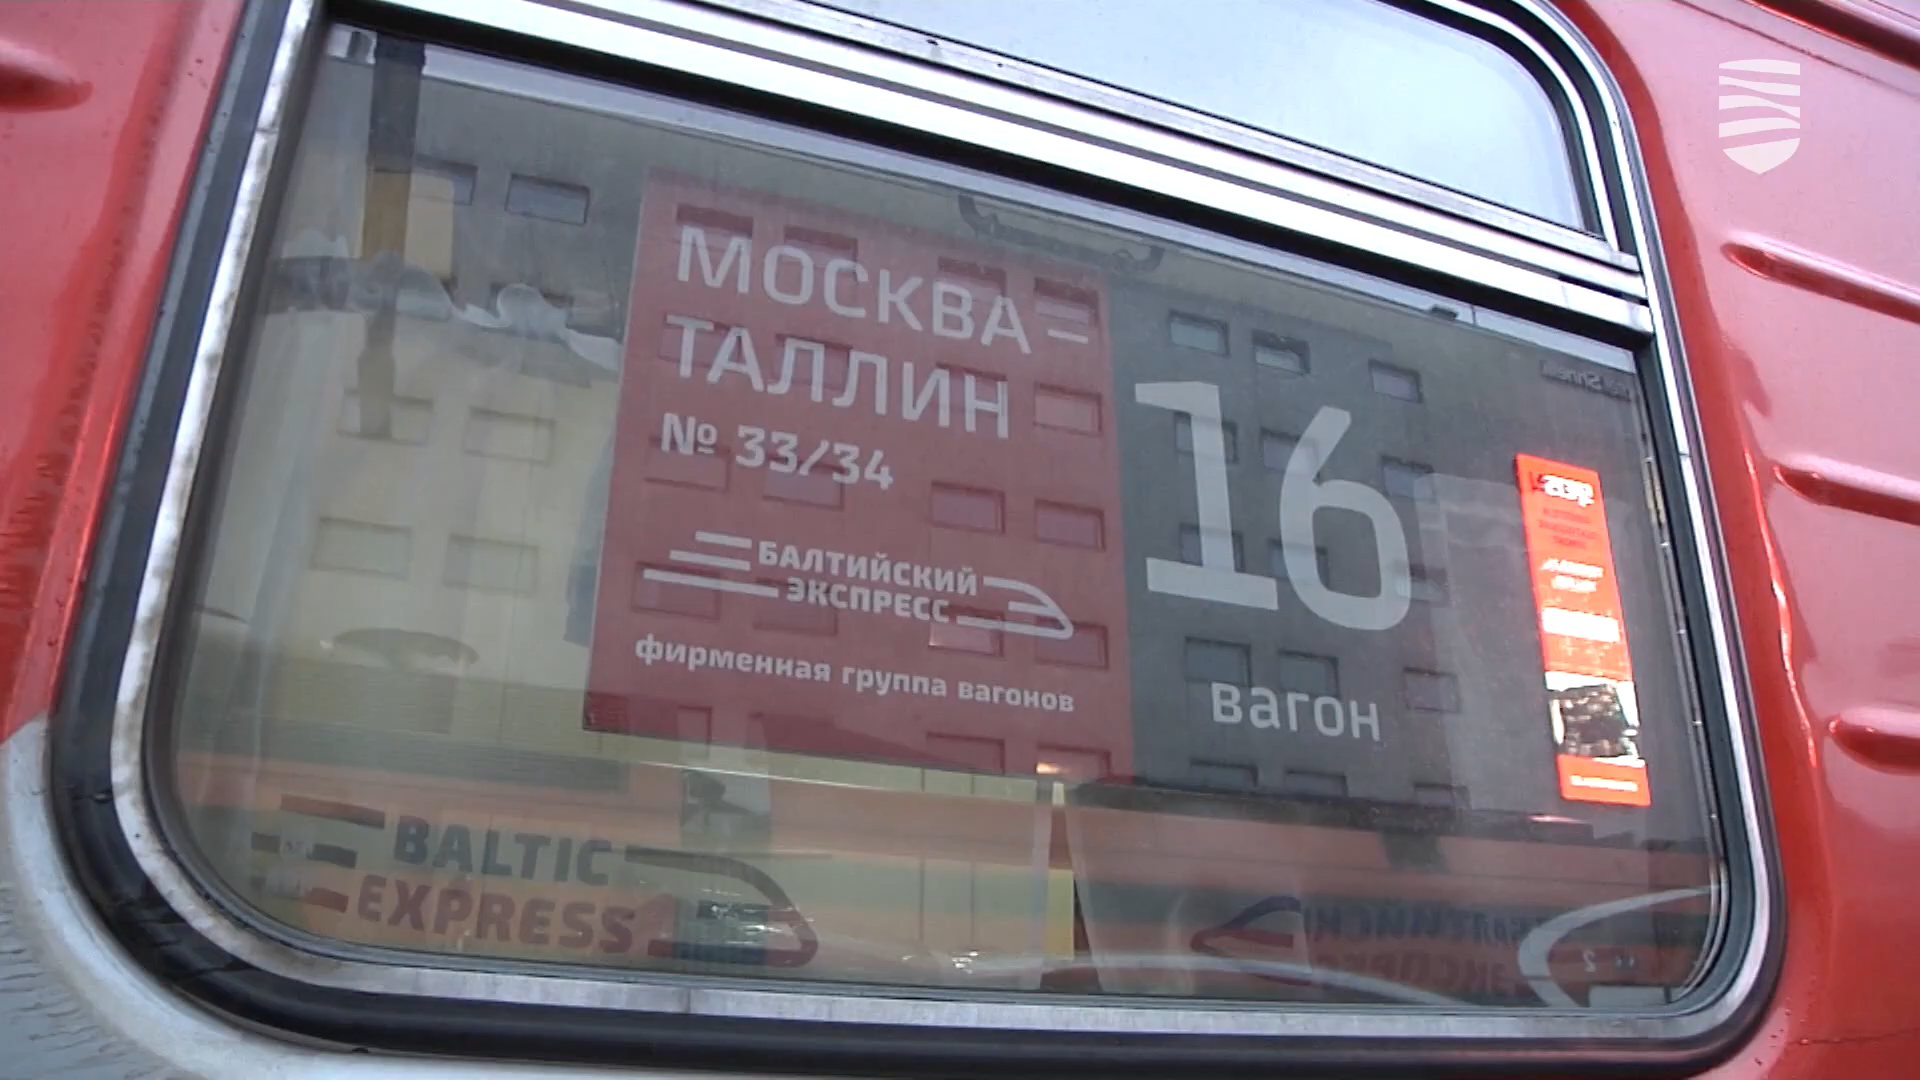 МОСКВА –
ТАЛЛИН
№ 33/34
БАЛТИЙСКИЙ
ЭКСПРЕСС
фирменная группа вагонов
16
вагон
BALTIC
EXPRESS